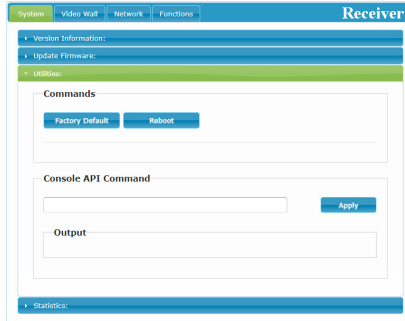 System Video Wall Network Functions Receiver
Version Information:
Update Firmware:
Utilities:
Commands
Factory Default Reboot
Console API Command
Apply
Output
Statistics: